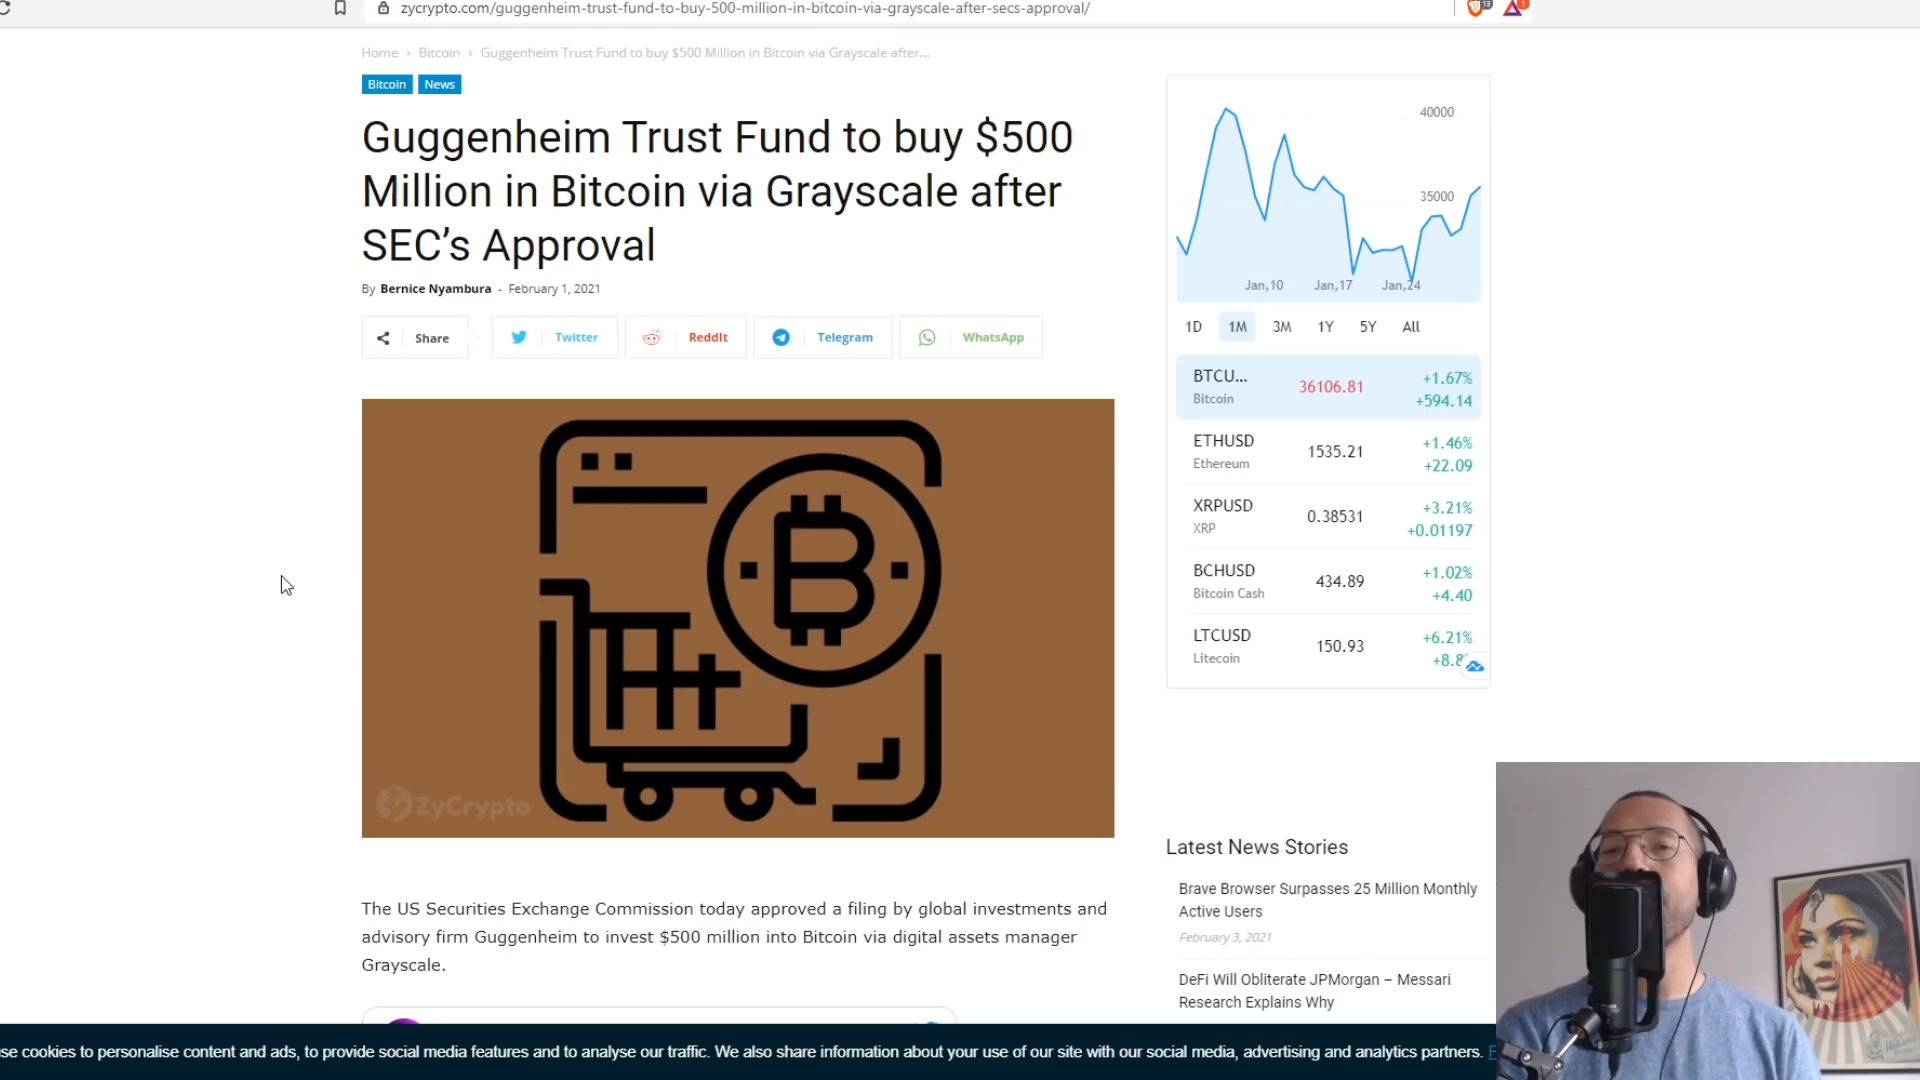 zycrypto.com/guggenheim-trust-fund-to-buy-500-million-in-bitcoin-via-grayscale-after-secs-approval/
13
1
Home › Bitcoin › Guggenheim Trust Fund to buy $500 Million in Bitcoin via Grayscale after...
Bitcoin News
Guggenheim Trust Fund to buy $500
Million in Bitcoin via Grayscale after
SEC’s Approval
By Bernice Nyambura - February 1, 2021
Share Twitter ReddIt Telegram WhatsApp
ZyCrypto
The US Securities Exchange Commission today approved a filing by global investments and
advisory firm Guggenheim to invest $500 million into Bitcoin via digital assets manager
Grayscale.
40000
35000
Jan,10 Jan,17 Jan,24
1D 1M 3M 1Y 5Y All
BTCU... 36106.81 +1.67%
Bitcoin +594.14
ETHUSD 1535.21 +1.46%
Ethereum +22.09
XRPUSD 0.38531 +3.21%
XRP +0.01197
BCHUSD 434.89 +1.02%
Bitcoin Cash +4.40
LTCUSD 150.93 +6.21%
Litecoin
Latest News Stories
Brave Browser Surpasses 25 Million Monthly
Active Users
February 3, 2021
DeFi Will Obliterate JPMorgan – Messari
Research Explains Why
se cookies to personalise content and ads, to provide social media features and to analyse our traffic. We also share information about your use of our site with our social media, advertising and analytics partners.